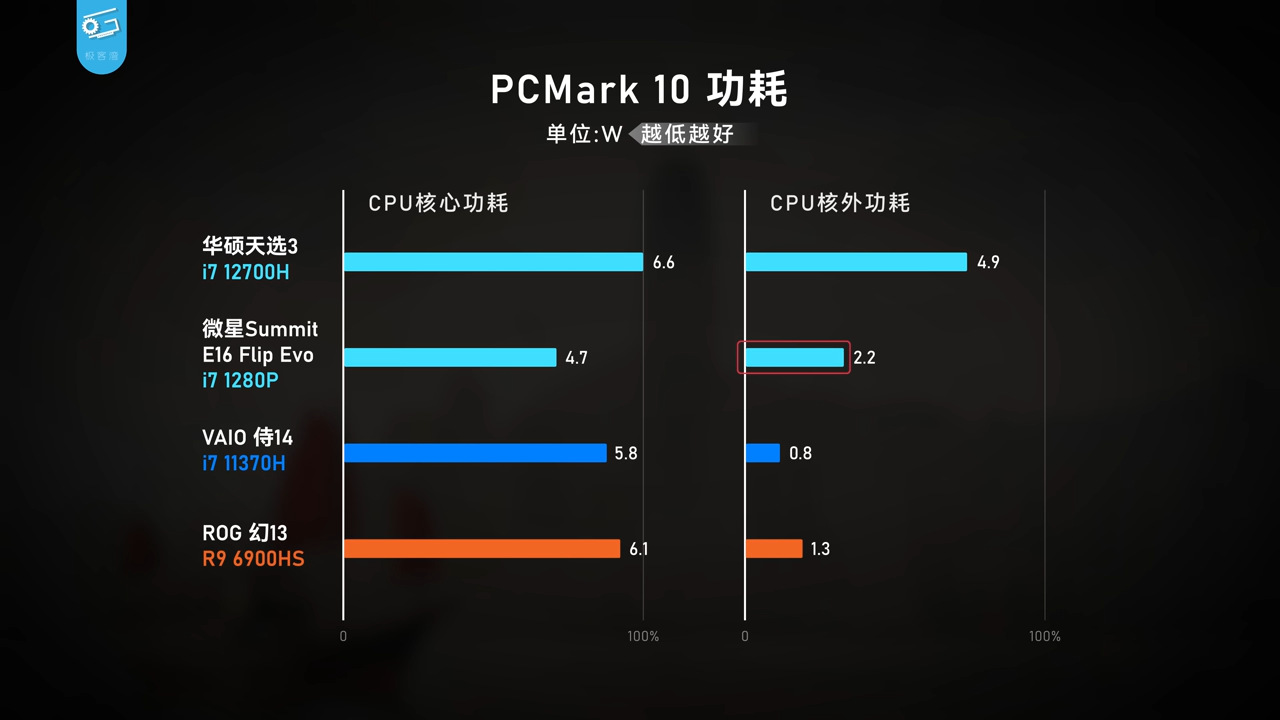 极客湾
PCMark 10 功耗
单位:W 越低越好
CPU核心功耗
CPU核外功耗
华硕天选3
i7 12700H
6.6
4.9
微星Summit
E16 Flip Evo
i7 1280P
4.7
2.2
VAIO 侍14
i7 11370H
5.8
0.8
ROG 幻13
R9 6900HS
6.1
1.3
0
100%
0
100%